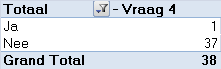 Totaal - Vraag 4
Ja 1
Nee 37
Grand Total 38